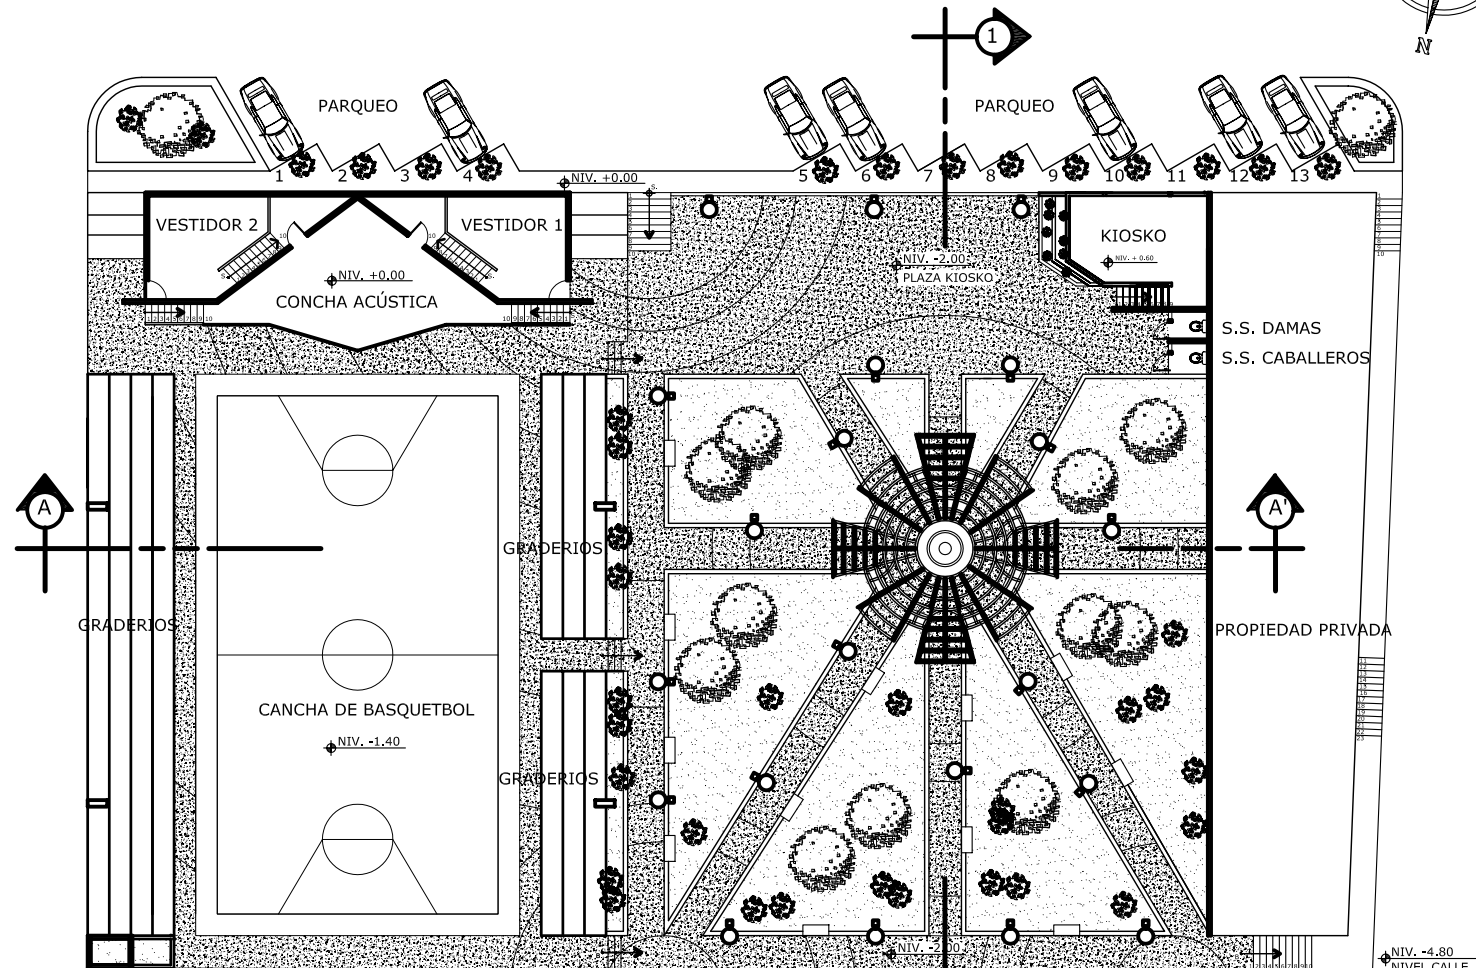 1
N
PARQUEO
PARQUEO
1 2 3 4 5 6 7 8 9 10 11 12 13
NIV. +0.00
VESTIDOR 2
VESTIDOR 1
KIOSKO
NIV. + 0.60
NIV. -2.00
PLAZA KIOSKO
NIV. +0.00
CONCHA ACÚSTICA
S.S. DAMAS
S.S. CABALLEROS
A
A'
GRADERIOS
GRADERIOS
PROPIEDAD PRIVADA
CANCHA DE BASQUETBOL
NIV. -1.40
GRADERIOS
NIV. -2.00
NIV. -4.80
NIVEL CALLE